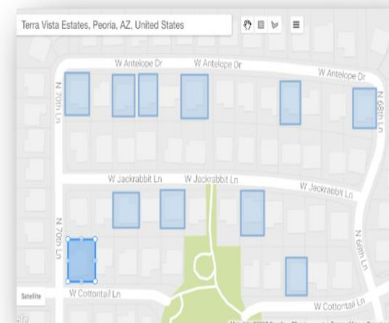 Terra Vista Estates, Peoria, AZ, United States
W Antelope Dr
W Antelope Dr
W Antelope Dr
N 70th Ln
N 68th Ln
W Jackrabbit Ln
W Jackrabbit Ln
W Jackrabbit Ln
N 70th Ln
N 69th Ln
Satellite
W Cottontail Ln
W Cottontail Ln